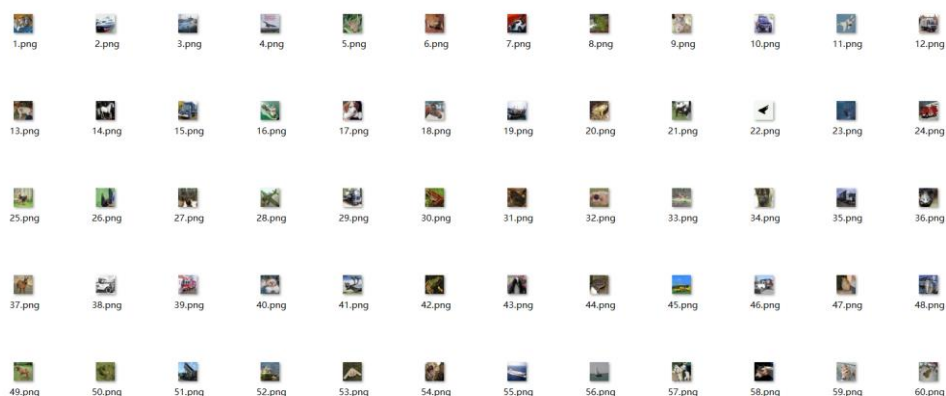 1.png 2.png 3.png 4.png 5.png 6.png 7.png 8.png 9.png 10.png 11.png 12.png
13.png 14.png 15.png 16.png 17.png 18.png 19.png 20.png 21.png 22.png 23.png 24.png
25.png 26.png 27.png 28.png 29.png 30.png 31.png 32.png 33.png 34.png 35.png 36.png
37.png 38.png 39.png 40.png 41.png 42.png 43.png 44.png 45.png 46.png 47.png 48.png
49.png 50.png 51.png 52.png 53.png 54.png 55.png 56.png 57.png 58.png 59.png 60.png